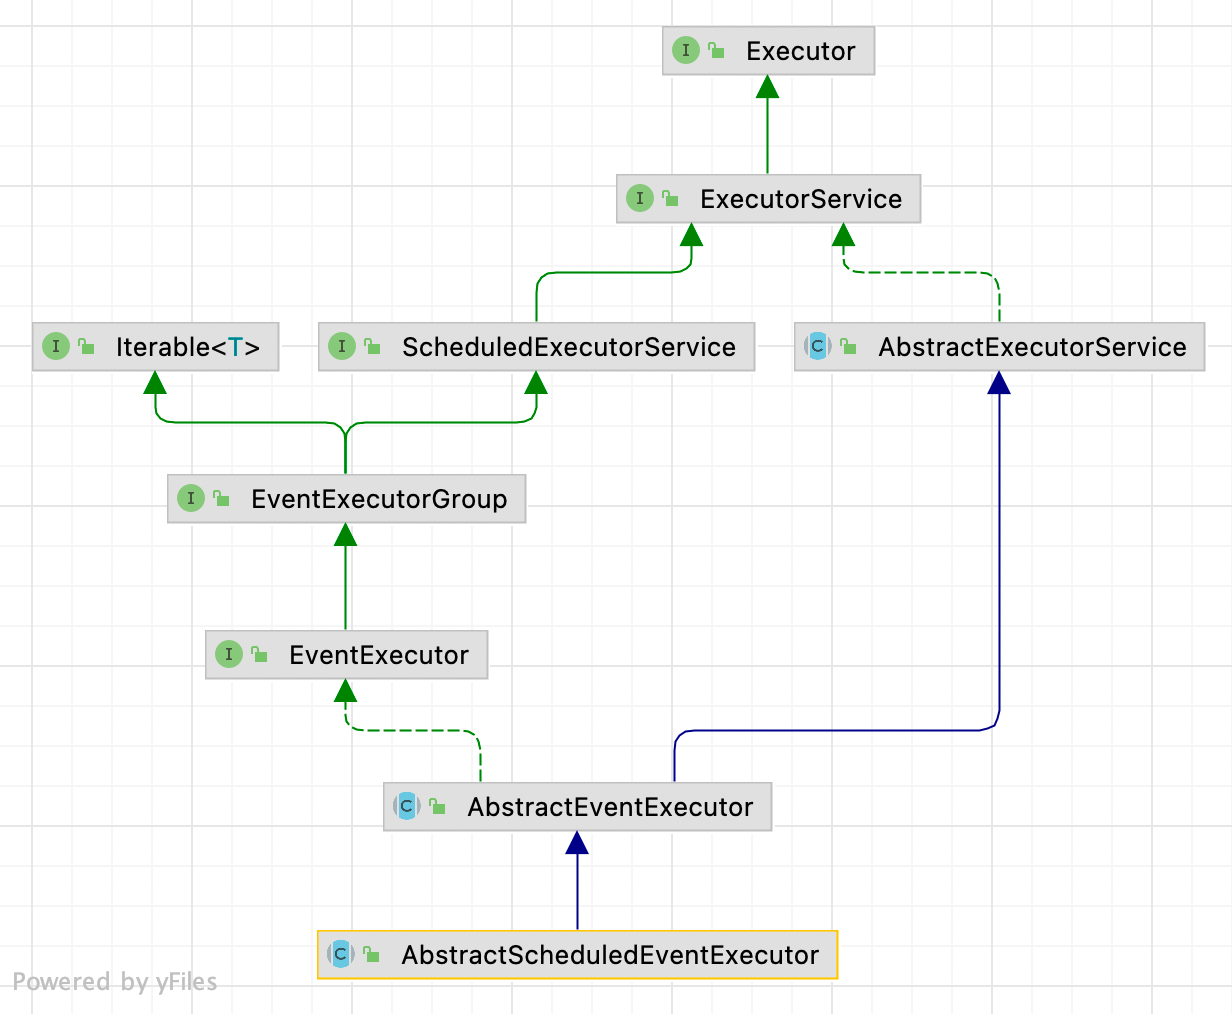 I Executor
I ExecutorService
I Iterable<T>
I ScheduledExecutorService
C AbstractExecutorService
I EventExecutorGroup
I EventExecutor
C AbstractEventExecutor
C AbstractScheduledEventExecutor
Powered by yFiles